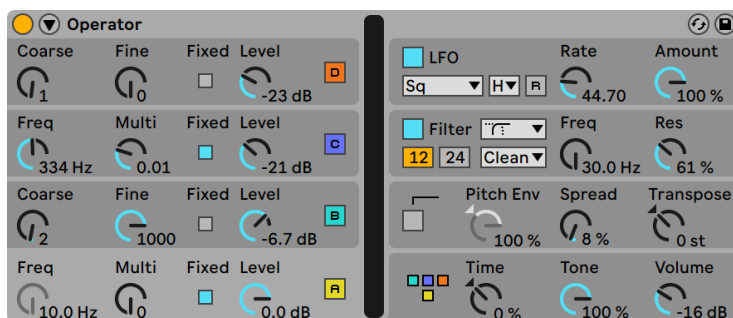 Operator
Coarse Fine Fixed Level
1 0 -23 dB D
Freq Multi Fixed Level
334 Hz 0.01 -21 dB C
Coarse Fine Fixed Level
2 1000 -6.7 dB B
Freq Multi Fixed Level
10.0 Hz 0 0.0 dB A
LFO Rate Amount
Sq H R 44.70 100 %
Filter Freq Res
12 24 Clean 30.0 Hz 61 %
Pitch Env Spread Transpose
100 % 8 % 0 st
Time Tone Volume
0 % 100 % -16 dB